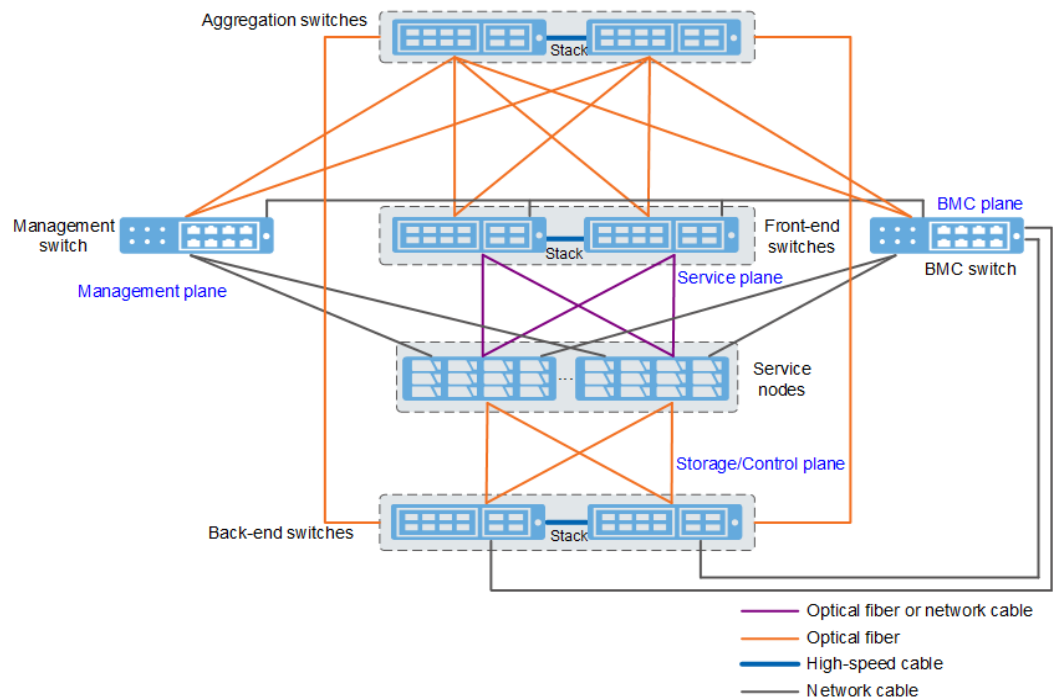 Aggregation switches
Stack
Management
switch
Front-end
switches
BMC plane
BMC switch
Stack
Management plane
Service plane
...
Service
nodes
Storage/Control plane
Back-end switches
Stack
Optical fiber or network cable
Optical fiber
High-speed cable
Network cable